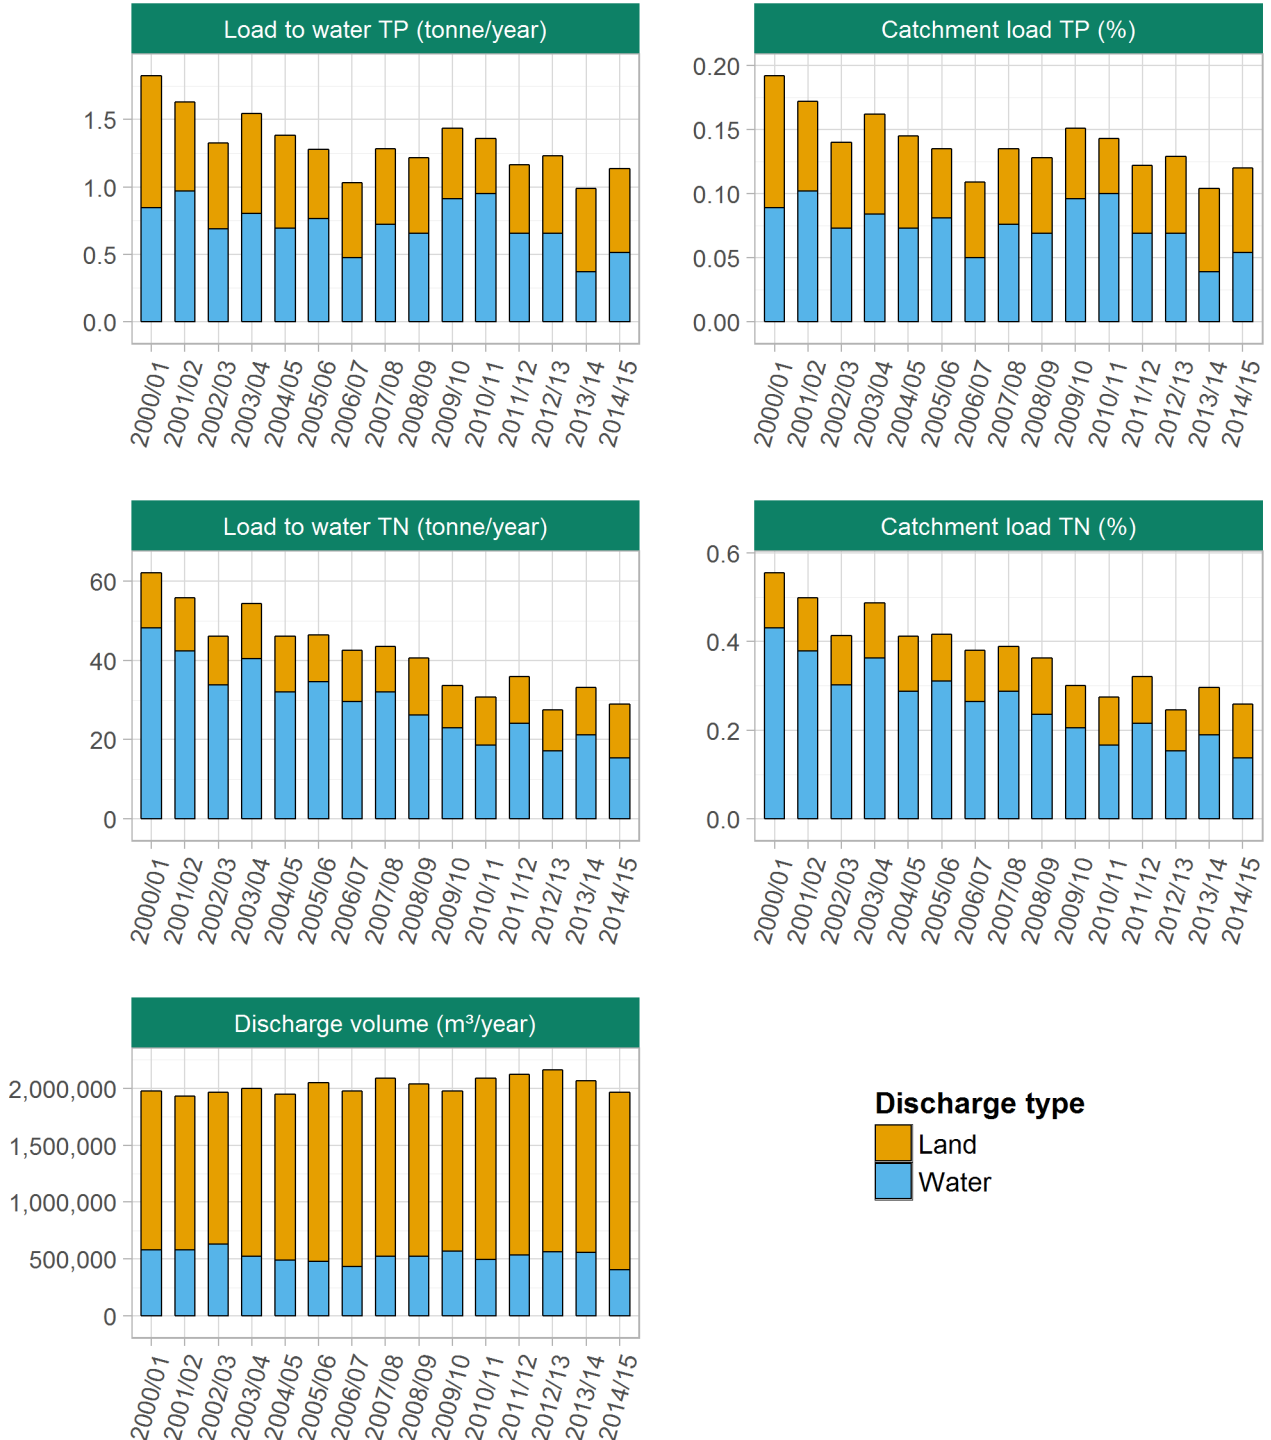 Load to water TP (tonne/year)
1.5
1.0
0.5
0.0
2000/01 2001/02 2002/03 2003/04 2004/05 2005/06 2006/07 2007/08 2008/09 2009/10 2010/11 2011/12 2012/13 2013/14 2014/15
Catchment load TP (%)
0.20
0.15
0.10
0.05
0.00
2000/01 2001/02 2002/03 2003/04 2004/05 2005/06 2006/07 2007/08 2008/09 2009/10 2010/11 2011/12 2012/13 2013/14 2014/15
Load to water TN (tonne/year)
60
40
20
0
2000/01 2001/02 2002/03 2003/04 2004/05 2005/06 2006/07 2007/08 2008/09 2009/10 2010/11 2011/12 2012/13 2013/14 2014/15
Catchment load TN (%)
0.6
0.4
0.2
0.0
2000/01 2001/02 2002/03 2003/04 2004/05 2005/06 2006/07 2007/08 2008/09 2009/10 2010/11 2011/12 2012/13 2013/14 2014/15
Discharge volume (m³/year)
2,000,000
1,500,000
1,000,000
500,000
0
2000/01 2001/02 2002/03 2003/04 2004/05 2005/06 2006/07 2007/08 2008/09 2009/10 2010/11 2011/12 2012/13 2013/14 2014/15
Discharge type
Land
Water